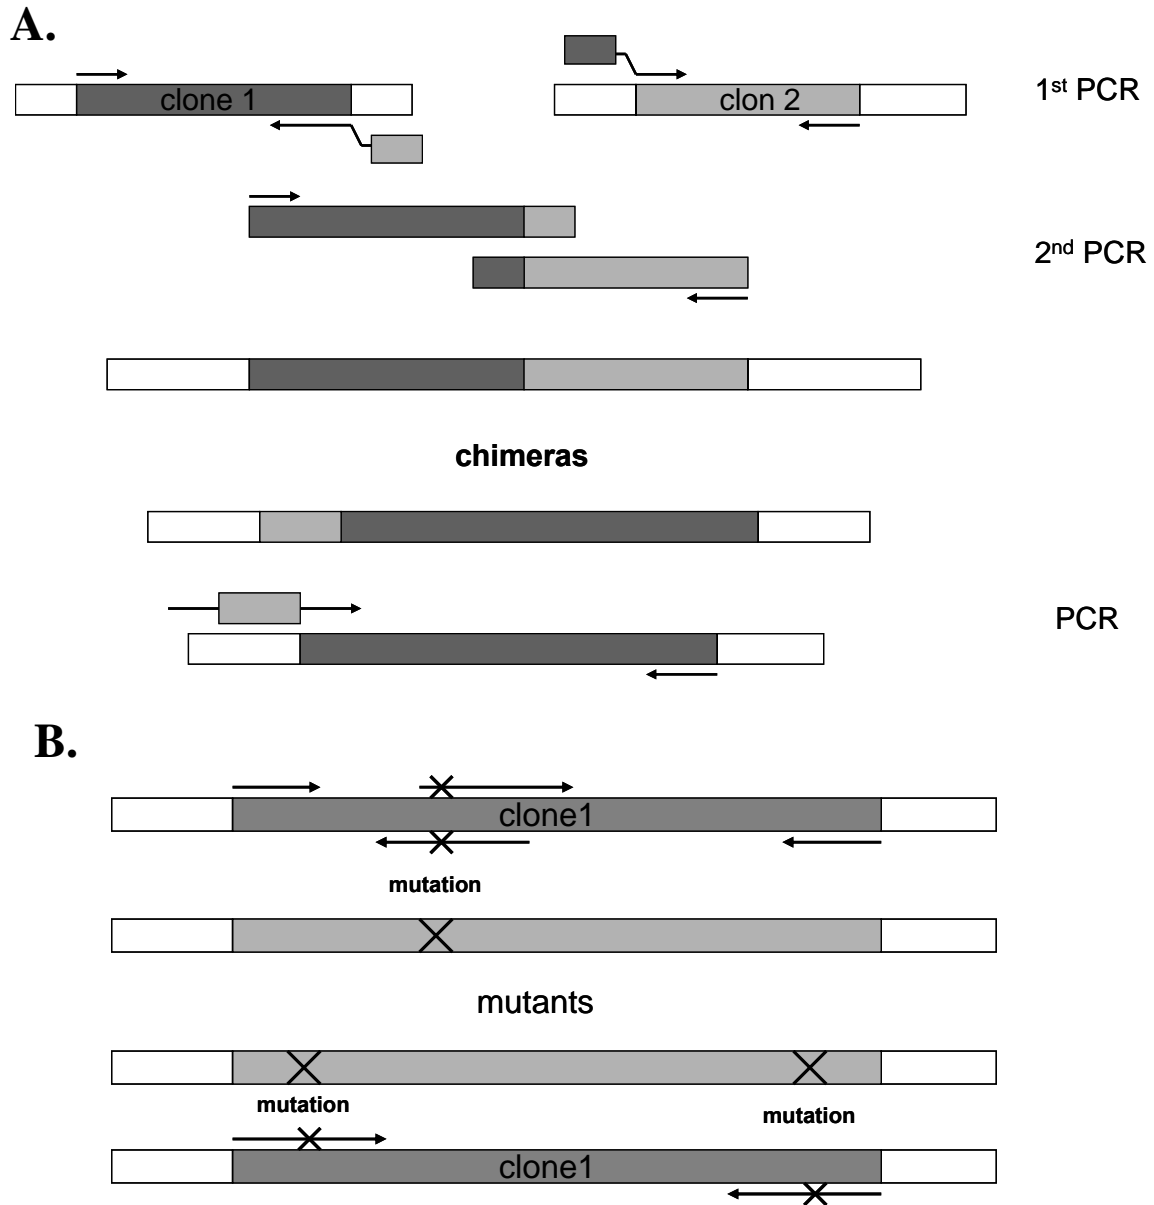 A.
clone 1
clon 2
1st PCR
2nd PCR
chimeras
PCR
B.
clone1
mutation
mutants
mutation
mutation
clone1